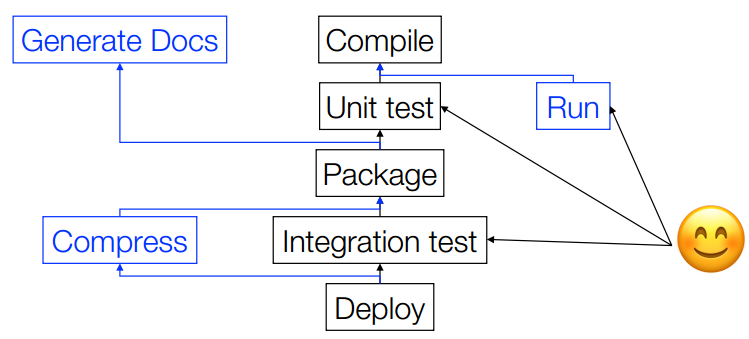 Generate Docs
Compile
Unit test
Run
Package
Compress
Integration test
Deploy